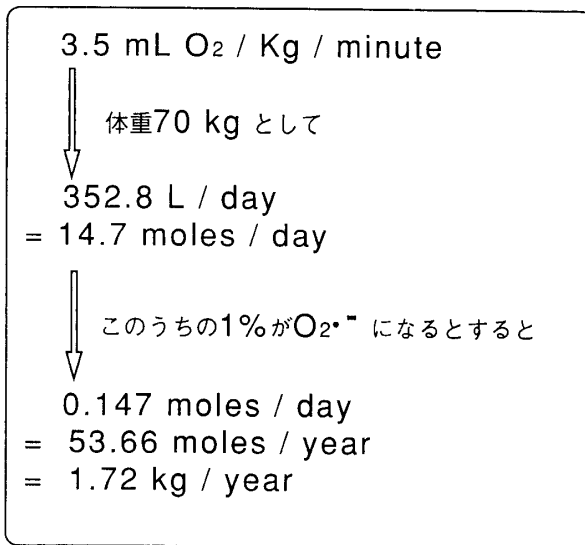 3.5 mL O2 / Kg / minute
体重70 kg として
352.8 L / day
= 14.7 moles / day
このうちの1%がO2•- になるとすると
0.147 moles / day
= 53.66 moles / year
= 1.72 kg / year